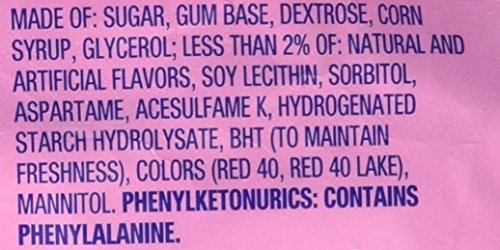 MADE OF: SUGAR, GUM BASE, DEXTROSE, CORN
SYRUP, GLYCEROL; LESS THAN 2% OF: NATURAL AND
ARTIFICIAL FLAVORS, SOY LECITHIN, SORBITOL,
ASPARTAME, ACESULFAME K, HYDROGENATED
STARCH HYDROLYSATE, BHT (TO MAINTAIN
FRESHNESS), COLORS (RED 40, RED 40 LAKE),
MANNITOL. PHENYLKETONURICS: CONTAINS
PHENYLALANINE.